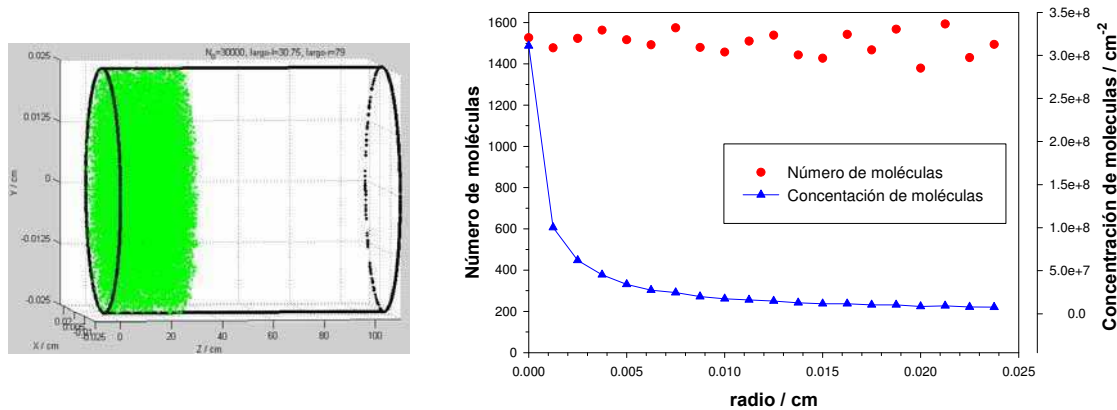 N0=30000, largo-l=30.75, largo-r=79
0.025
0.0125
0
-0.0125
-0.025
Y / cm
-0.025
X / cm
0
20
40
60
80
100
Z / cm
1600
1400
1200
1000
800
600
400
200
0
Número de moléculas
3.5e+8
3.0e+8
2.5e+8
2.0e+8
1.5e+8
1.0e+8
5.0e+7
0.0
Concentración de moleculas / cm-2
Número de moléculas
Concentación de moléculas
0.000
0.005
0.010
0.015
0.020
0.025
radio / cm